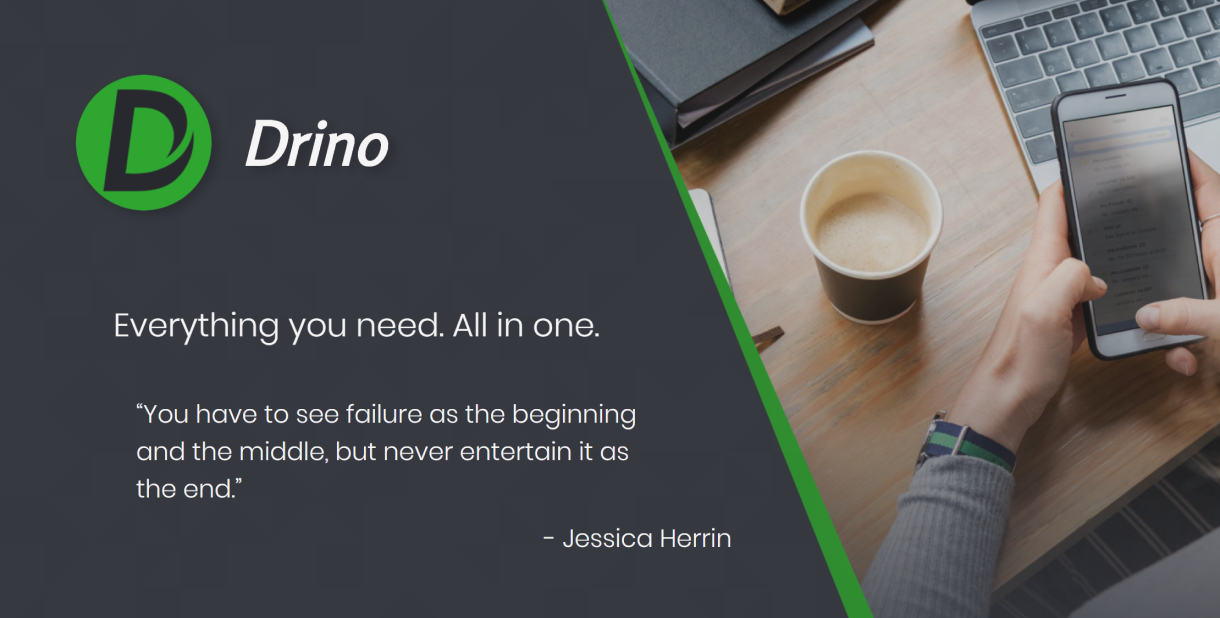 Drino
Everything you need. All in one.
“You have to see failure as the beginning
and the middle, but never entertain it as
the end.”
- Jessica Herrin